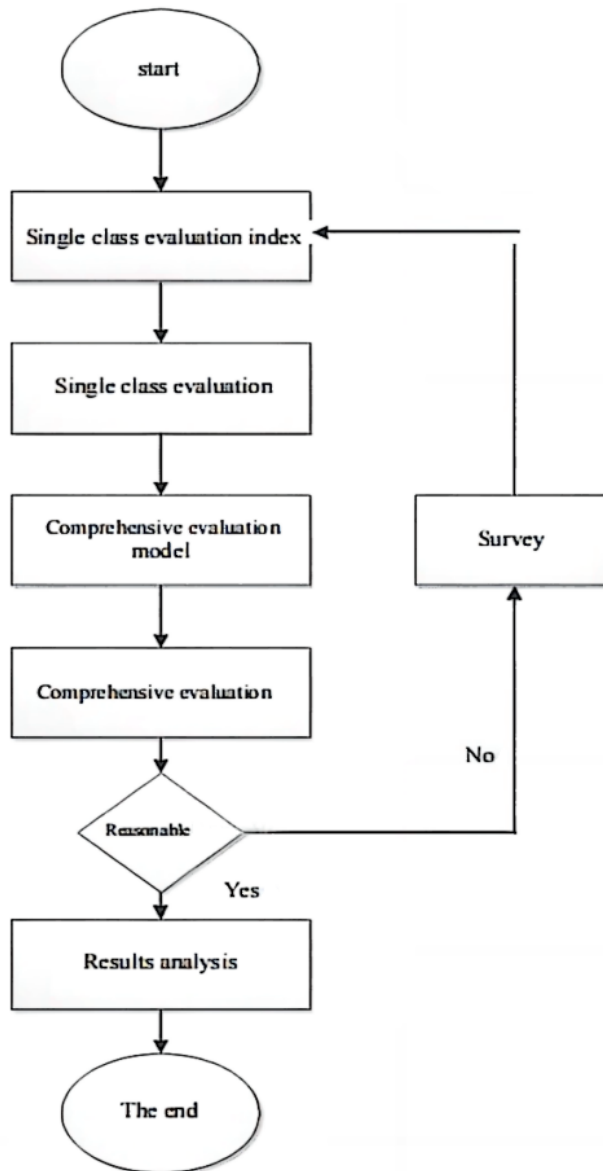 start
Single class evaluation index
Single class evaluation
Comprehensive evaluation
model
Survey
Comprehensive evaluation
No
Reasonable
Yes
Results analysis
The end